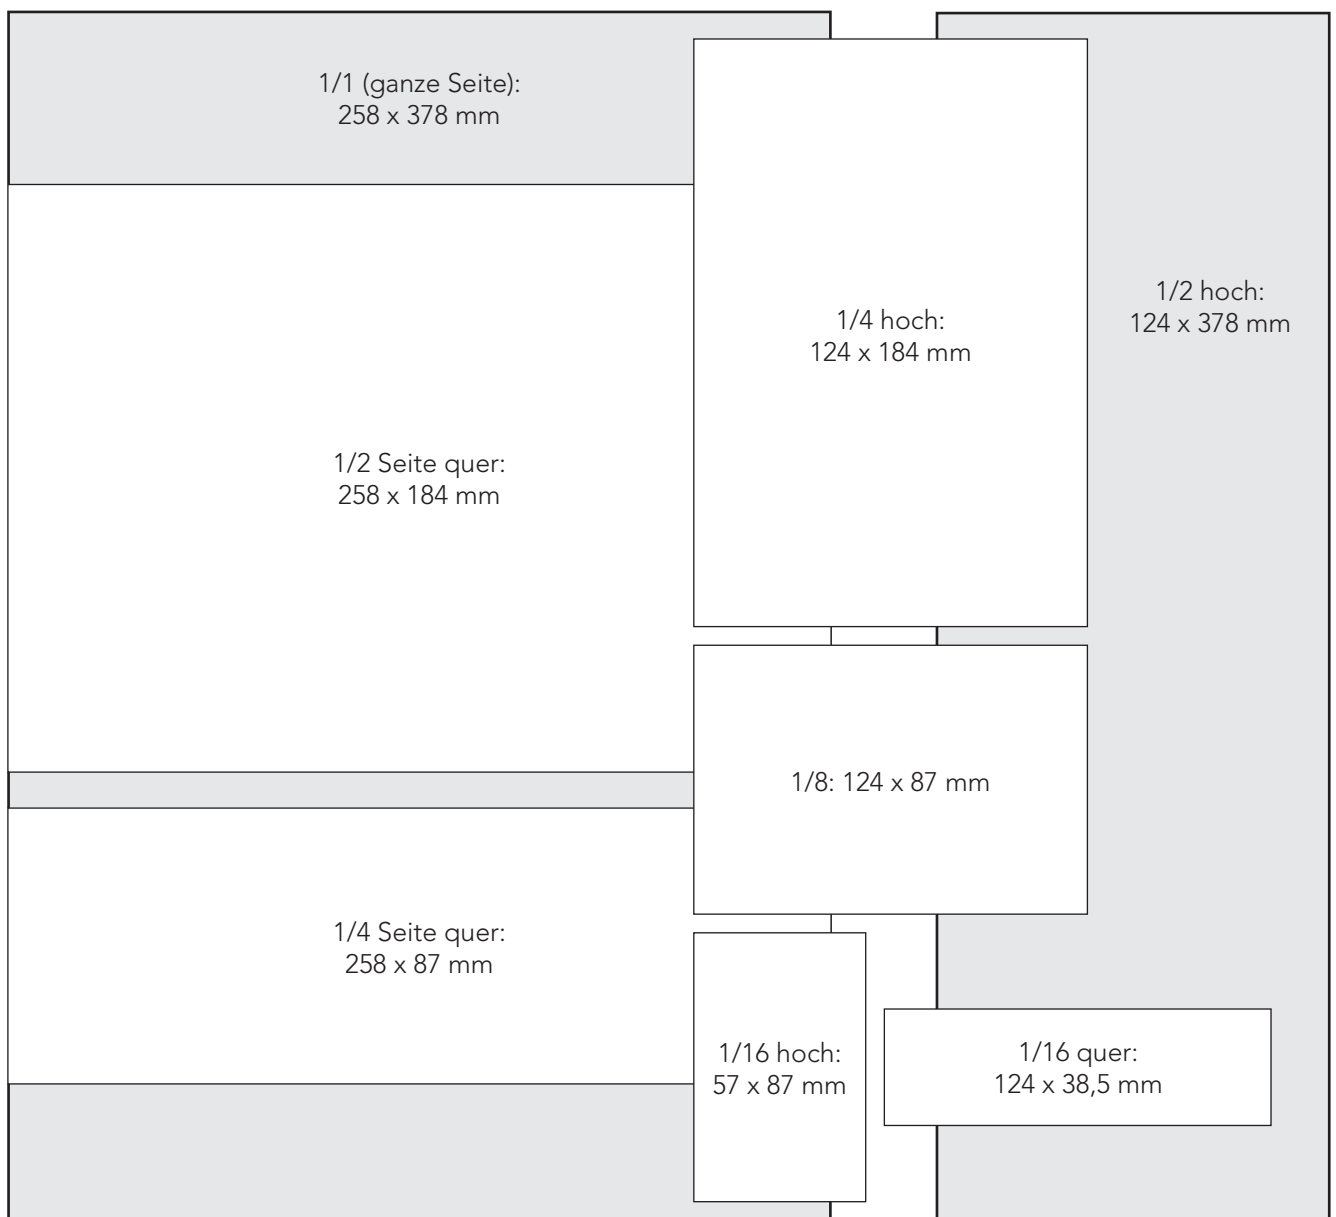 1/1 (ganze Seite):
258 x 378 mm
1/2 hoch:
124 x 378 mm
1/4 hoch:
124 x 184 mm
1/2 Seite quer:
258 x 184 mm
1/8: 124 x 87 mm
1/4 Seite quer:
258 x 87 mm
1/16 hoch:
57 x 87 mm
1/16 quer:
124 x 38,5 mm